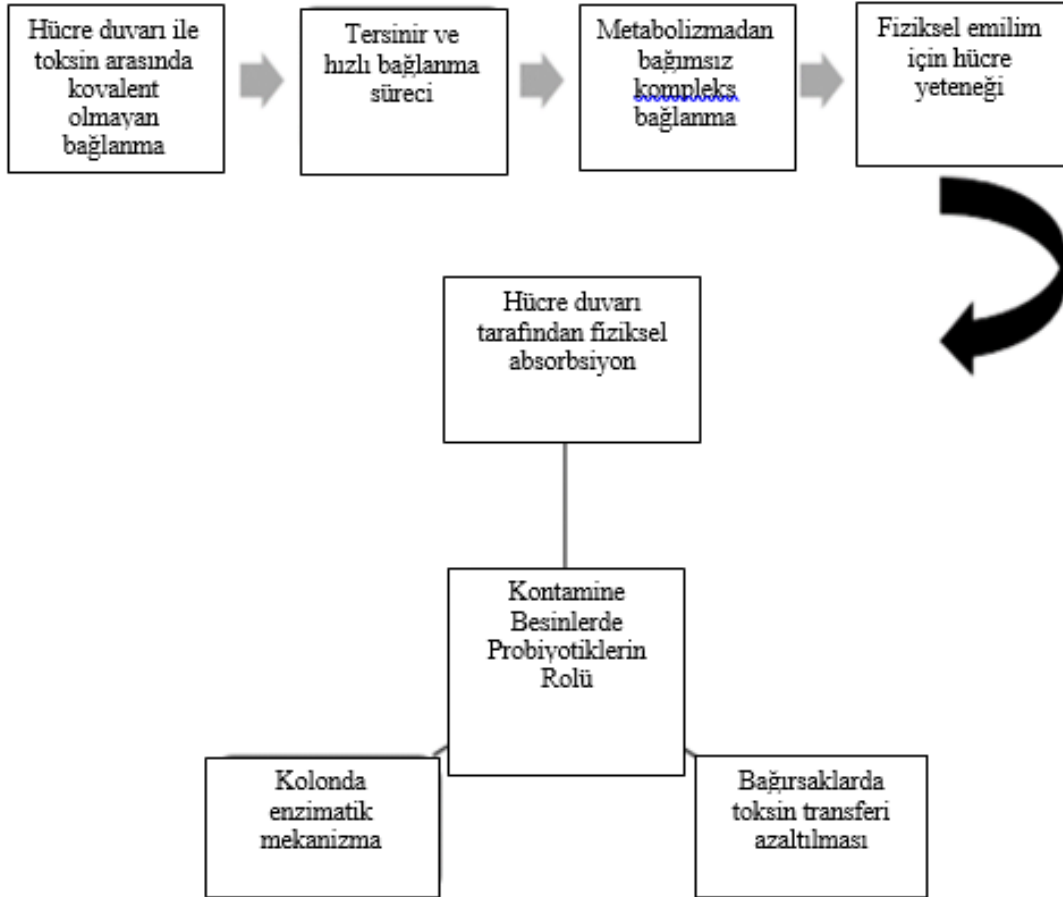 Hücre duvarı ile
toksin arasında
kovalent
olmayan
bağlanma
Tersinir ve
hızlı bağlanma
süreci
Metabolizmadan
bağımsız
kompleks
bağlanma
Fiziksel emilim
için hücre
yeteneği
Hücre duvarı
tarafından fiziksel
absorbsiyon
Kontamine
Besinlerde
Probiyotiklerin
Rolü
Kolonda
enzimatik
mekanizma
Bağırsaklarda
toksin transferi
azaltılması